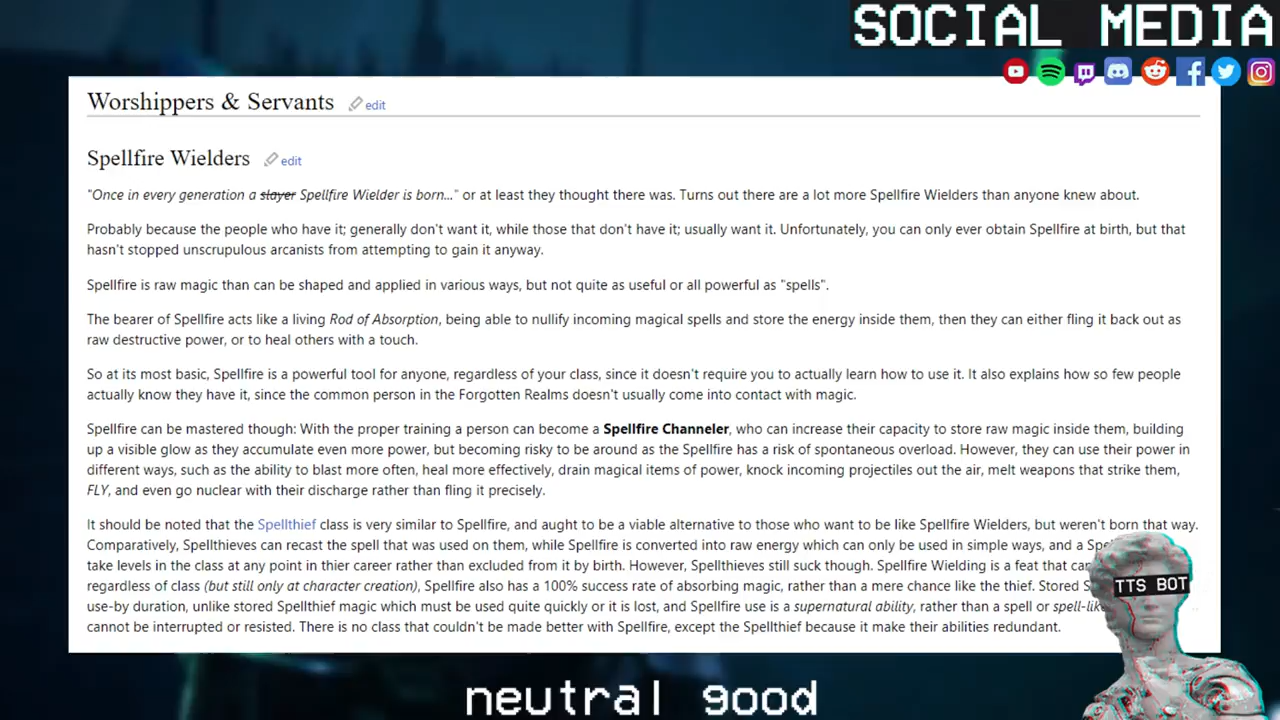 SOCIAL MEDIA
Worshippers & Servants edit
Spellfire Wielders edit
"Once in every generation a slayer Spellfire Wielder is born..." or at least they thought there was. Turns out there are a lot more Spellfire Wielders than anyone knew about.
Probably because the people who have it; generally don't want it, while those that don't have it; usually want it. Unfortunately, you can only ever obtain Spellfire at birth, but that
hasn't stopped unscrupulous arcanists from attempting to gain it anyway.
Spellfire is raw magic than can be shaped and applied in various ways, but not quite as useful or all powerful as "spells".
The bearer of Spellfire acts like a living Rod of Absorption, being able to nullify incoming magical spells and store the energy inside them, then they can either fling it back out as
raw destructive power, or to heal others with a touch.
So at its most basic, Spellfire is a powerful tool for anyone, regardless of your class, since it doesn't require you to actually learn how to use it. It also explains how so few people
actually know they have it, since the common person in the Forgotten Realms doesn't usually come into contact with magic.
Spellfire can be mastered though: With the proper training a person can become a Spellfire Channeler, who can increase their capacity to store raw magic inside them, building
up a visible glow as they accumulate even more power, but becoming risky to be around as the Spellfire has a risk of spontaneous overload. However, they can use their power in
different ways, such as the ability to blast more often, heal more effectively, drain magical items of power, knock incoming projectiles out the air, melt weapons that strike them,
FLY, and even go nuclear with their discharge rather than fling it precisely.
It should be noted that the Spellthief class is very similar to Spellfire, and aught to be a viable alternative to those who want to be like Spellfire Wielders, but weren't born that way.
Comparatively, Spellthieves can recast the spell that was used on them, while Spellfire is converted into raw energy which can only be used in simple ways, and a
take levels in the class at any point in thier career rather than excluded from it by birth. However, Spellthieves still suck though. Spellfire Wielding is a feat that
regardless of class (but still only at character creation), Spellfire also has a 100% success rate of absorbing magic, rather than a mere chance like the thief. Stored
TTS BOT
use-by duration, unlike stored Spellthief magic which must be used quite quickly or it is lost, and Spellfire use is a supernatural ability, rather than a spell or
cannot be interrupted or resisted. There is no class that couldn't be made better with Spellfire, except the Spellthief because it make their abilities redundant.
neutral good